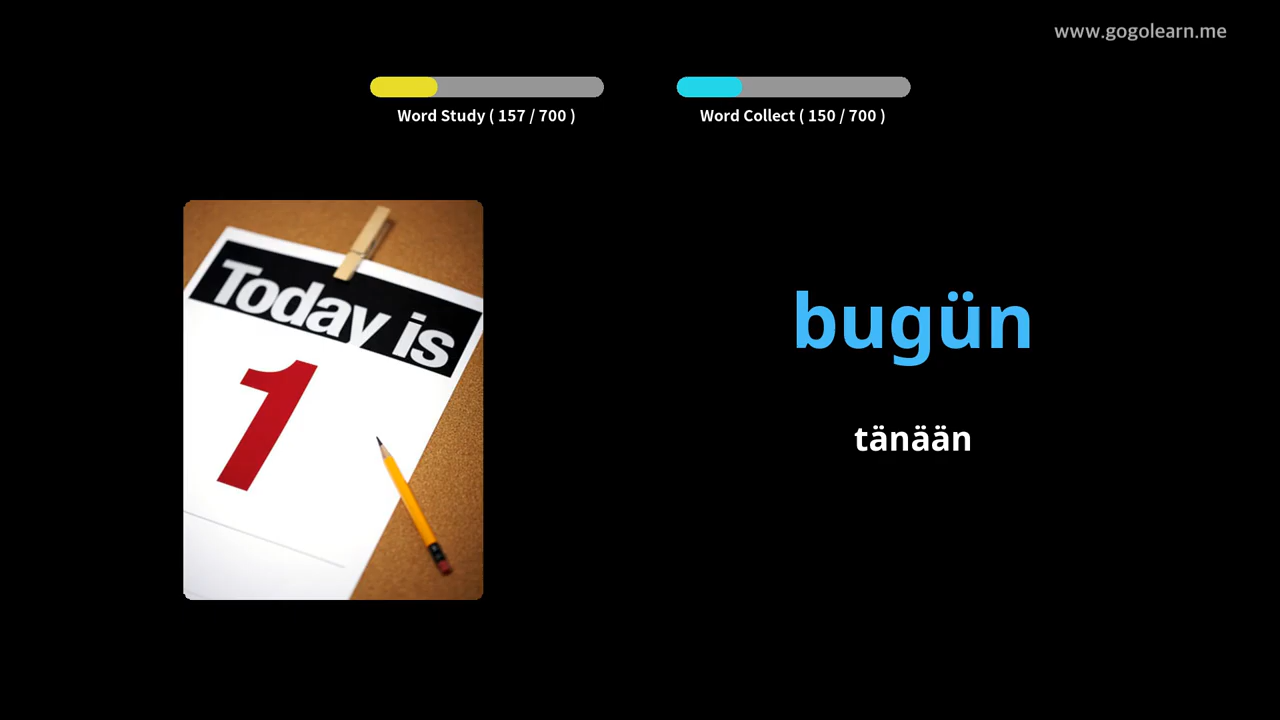 www.gogolearn.me
Word Study ( 157 / 700 )
Word Collect ( 150 / 700 )
Today is
1
bugün
tänään